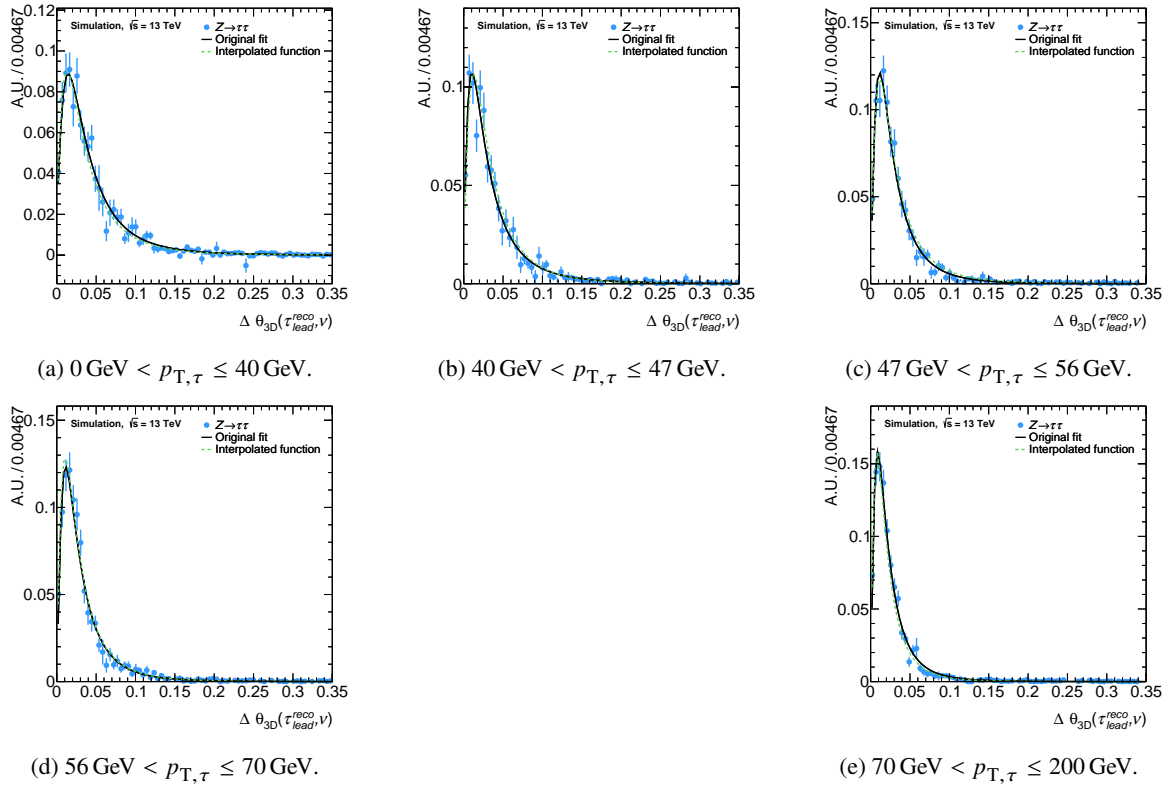 Simulation, √s = 13 TeV
Z→ττ
Original fit
Interpolated function
A.U. / 0.00467
0.12
0.1
0.08
0.06
0.04
0.02
0
0 0.05 0.1 0.15 0.2 0.25 0.3 0.35
Δ θ3D(τ reco lead, ν)
(a) 0 GeV < pT,τ ≤ 40 GeV.
Simulation, √s = 13 TeV
Z→ττ
Original fit
Interpolated function
A.U. / 0.00467
0.1
0.05
0
0 0.05 0.1 0.15 0.2 0.25 0.3 0.35
Δ θ3D(τ reco lead, ν)
(b) 40 GeV < pT,τ ≤ 47 GeV.
Simulation, √s = 13 TeV
Z→ττ
Original fit
Interpolated function
A.U. / 0.00467
0.15
0.1
0.05
0
0 0.05 0.1 0.15 0.2 0.25 0.3 0.35
Δ θ3D(τ reco lead, ν)
(c) 47 GeV < pT,τ ≤ 56 GeV.
Simulation, √s = 13 TeV
Z→ττ
Original fit
Interpolated function
A.U. / 0.00467
0.15
0.1
0.05
0
0 0.05 0.1 0.15 0.2 0.25 0.3 0.35
Δ θ3D(τ reco lead, ν)
(d) 56 GeV < pT,τ ≤ 70 GeV.
Simulation, √s = 13 TeV
Z→ττ
Original fit
Interpolated function
A.U. / 0.00467
0.15
0.1
0.05
0
0 0.05 0.1 0.15 0.2 0.25 0.3 0.35
Δ θ3D(τ reco lead, ν)
(e) 70 GeV < pT,τ ≤ 200 GeV.